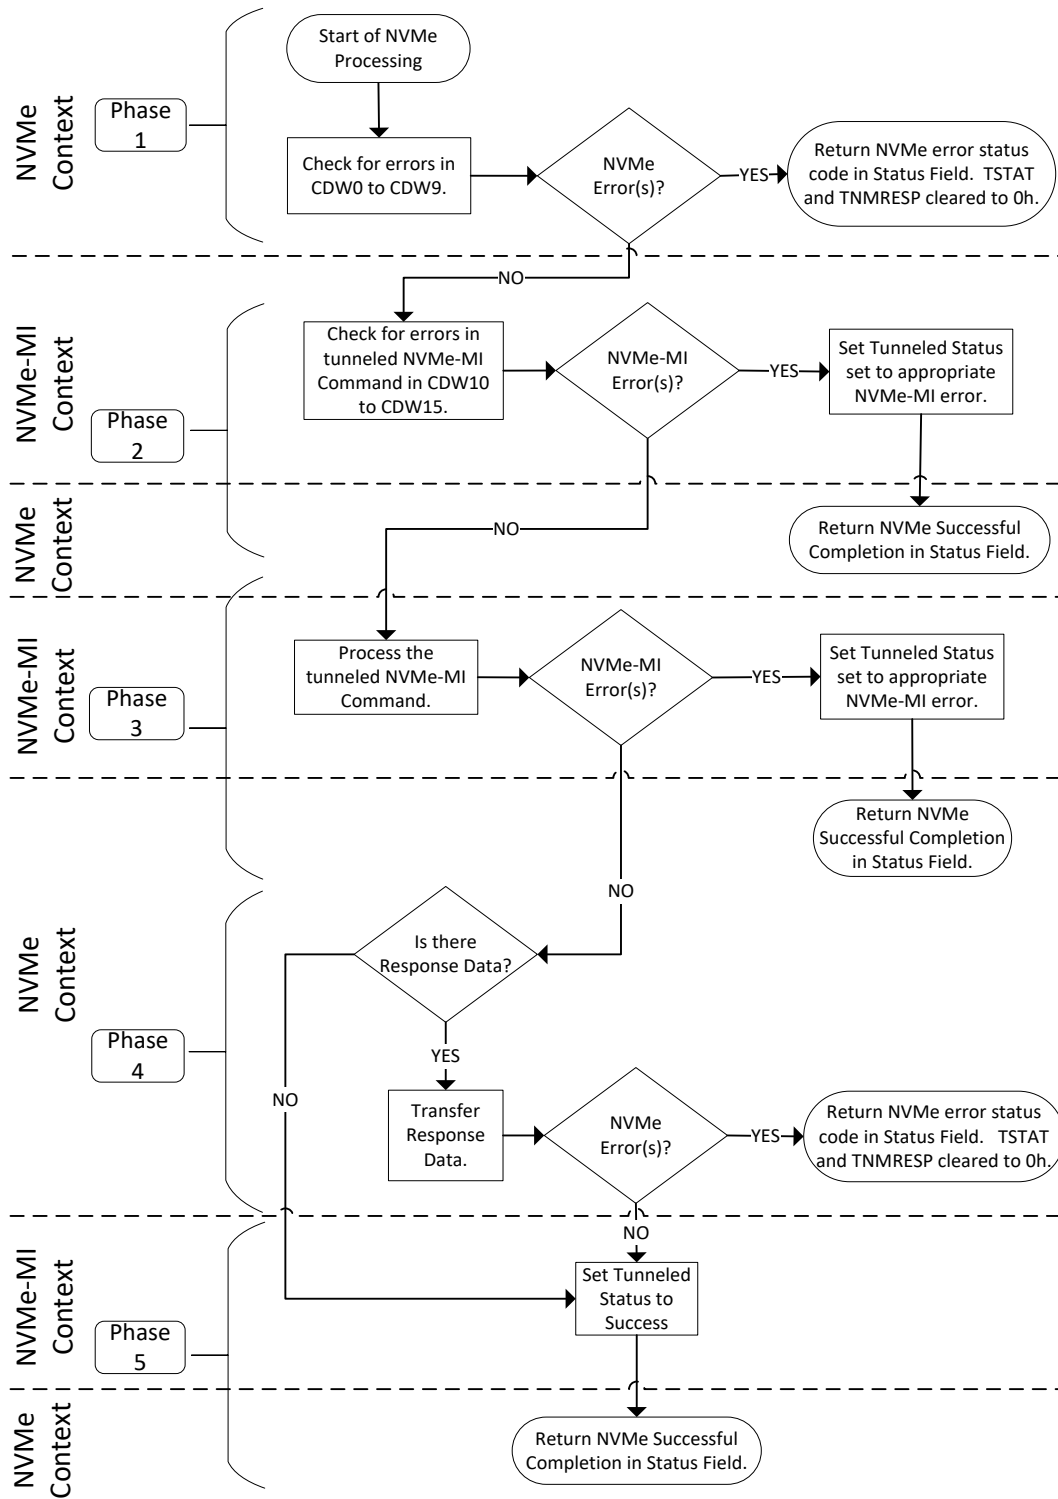 NVMe
Context
Phase
1
Start of NVMe
Processing
Check for errors in
CDW0 to CDW9.
NVMe
Error(s)?
YES
Return NVMe error status
code in Status Field.  TSTAT
and TNMRESP cleared to 0h.
NO
NVMe-MI
Context
Phase
2
Check for errors in
tunneled NVMe-MI
Command in CDW10
to CDW15.
NVMe-MI
Error(s)?
YES
Set Tunneled Status
set to appropriate
NVMe-MI error.
NVMe
Context
NO
Return NVMe Successful
Completion in Status Field.
NVMe-MI
Context
Phase
3
Process the
tunneled NVMe-MI
Command.
NVMe-MI
Error(s)?
YES
Set Tunneled Status
set to appropriate
NVMe-MI error.
Return NVMe
Successful Completion
in Status Field.
NO
NVMe
Context
Phase
4
Is there
Response Data?
YES
NO
Transfer
Response
Data.
NVMe
Error(s)?
YES
Return NVMe error status
code in Status Field.   TSTAT
and TNMRESP cleared to 0h.
NO
NVMe-MI
Context
Phase
5
Set Tunneled
Status to
Success
NVMe
Context
Return NVMe Successful
Completion in Status Field.